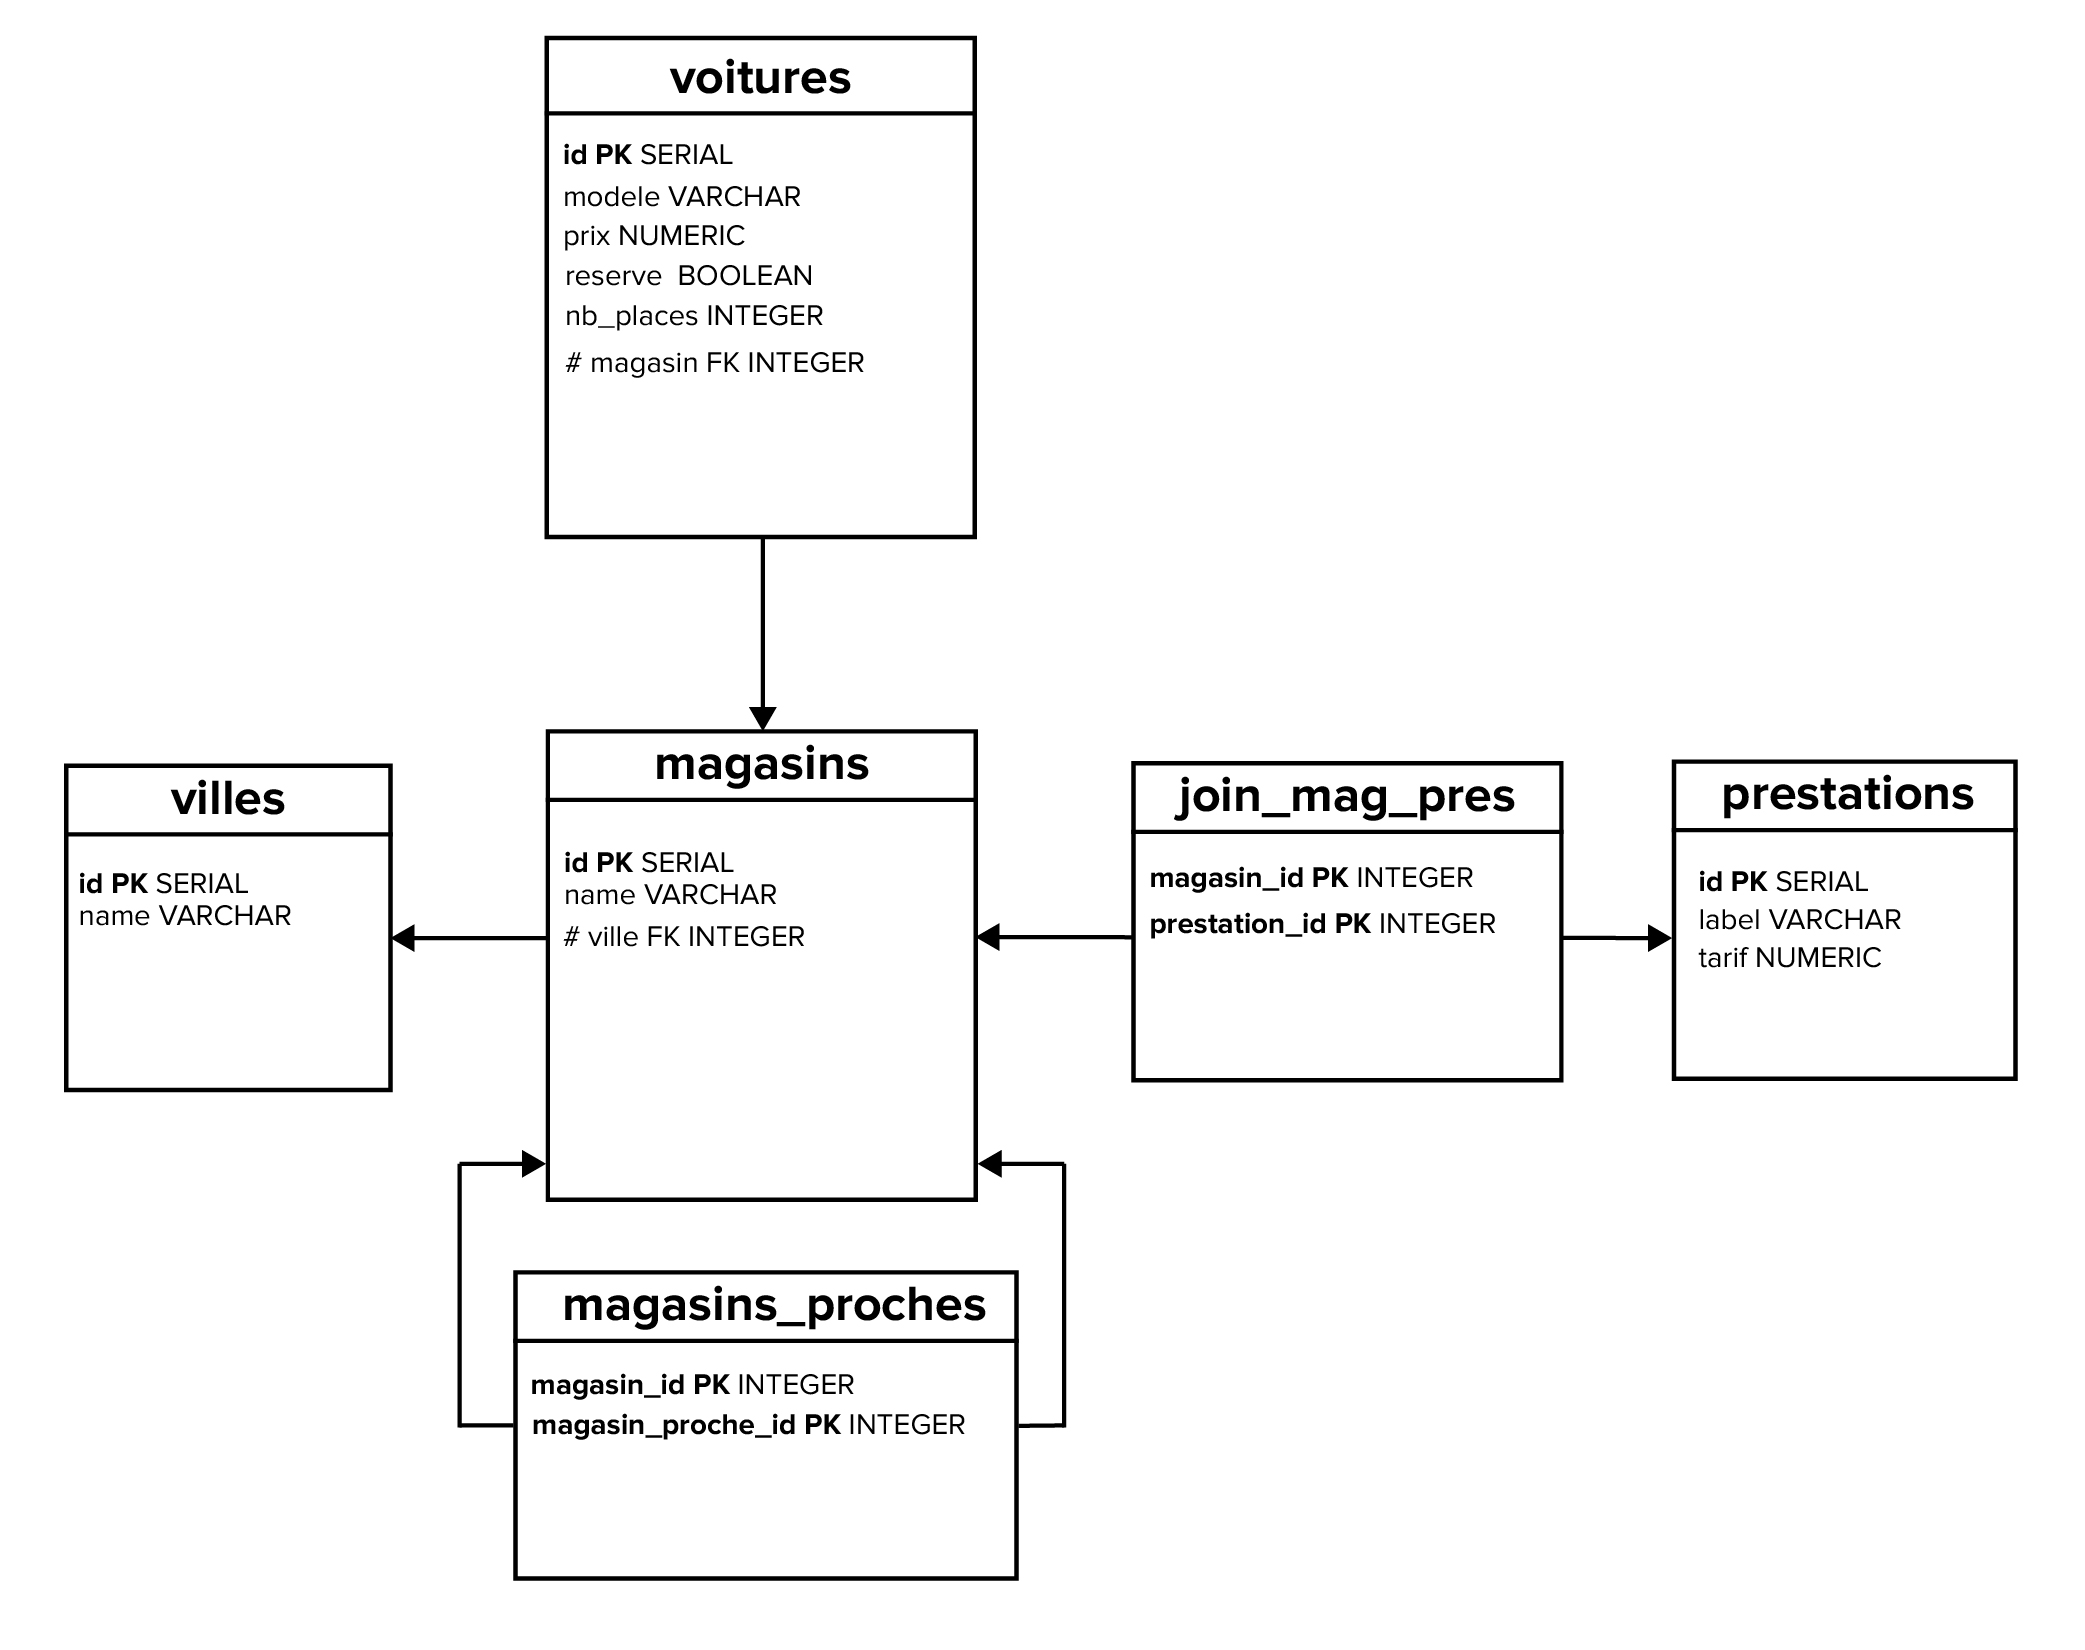 voitures
id PK SERIAL
modele VARCHAR
prix NUMERIC
reserve  BOOLEAN
nb_places INTEGER
# magasin FK INTEGER
villes
id PK SERIAL
name VARCHAR
magasins
id PK SERIAL
name VARCHAR
# ville FK INTEGER
join_mag_pres
magasin_id PK INTEGER
prestation_id PK INTEGER
prestations
id PK SERIAL
label VARCHAR
tarif NUMERIC
magasins_proches
magasin_id PK INTEGER
magasin_proche_id PK INTEGER